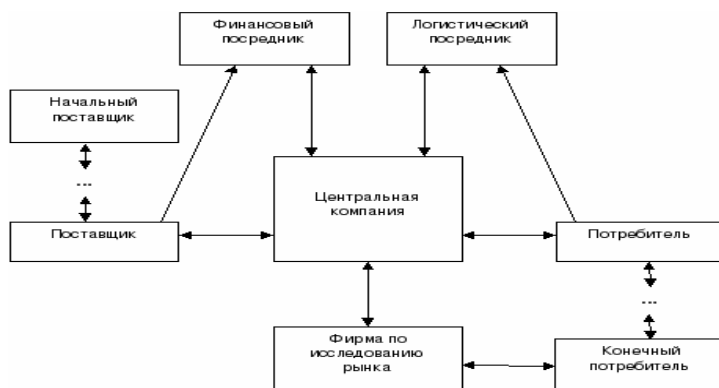 Финансовый
посредник
Логистический
посредник
Начальный
поставщик
...
Центральная
компания
Поставщик
Потребитель
...
Фирма по
исследованию
рынка
Конечный
потребитель